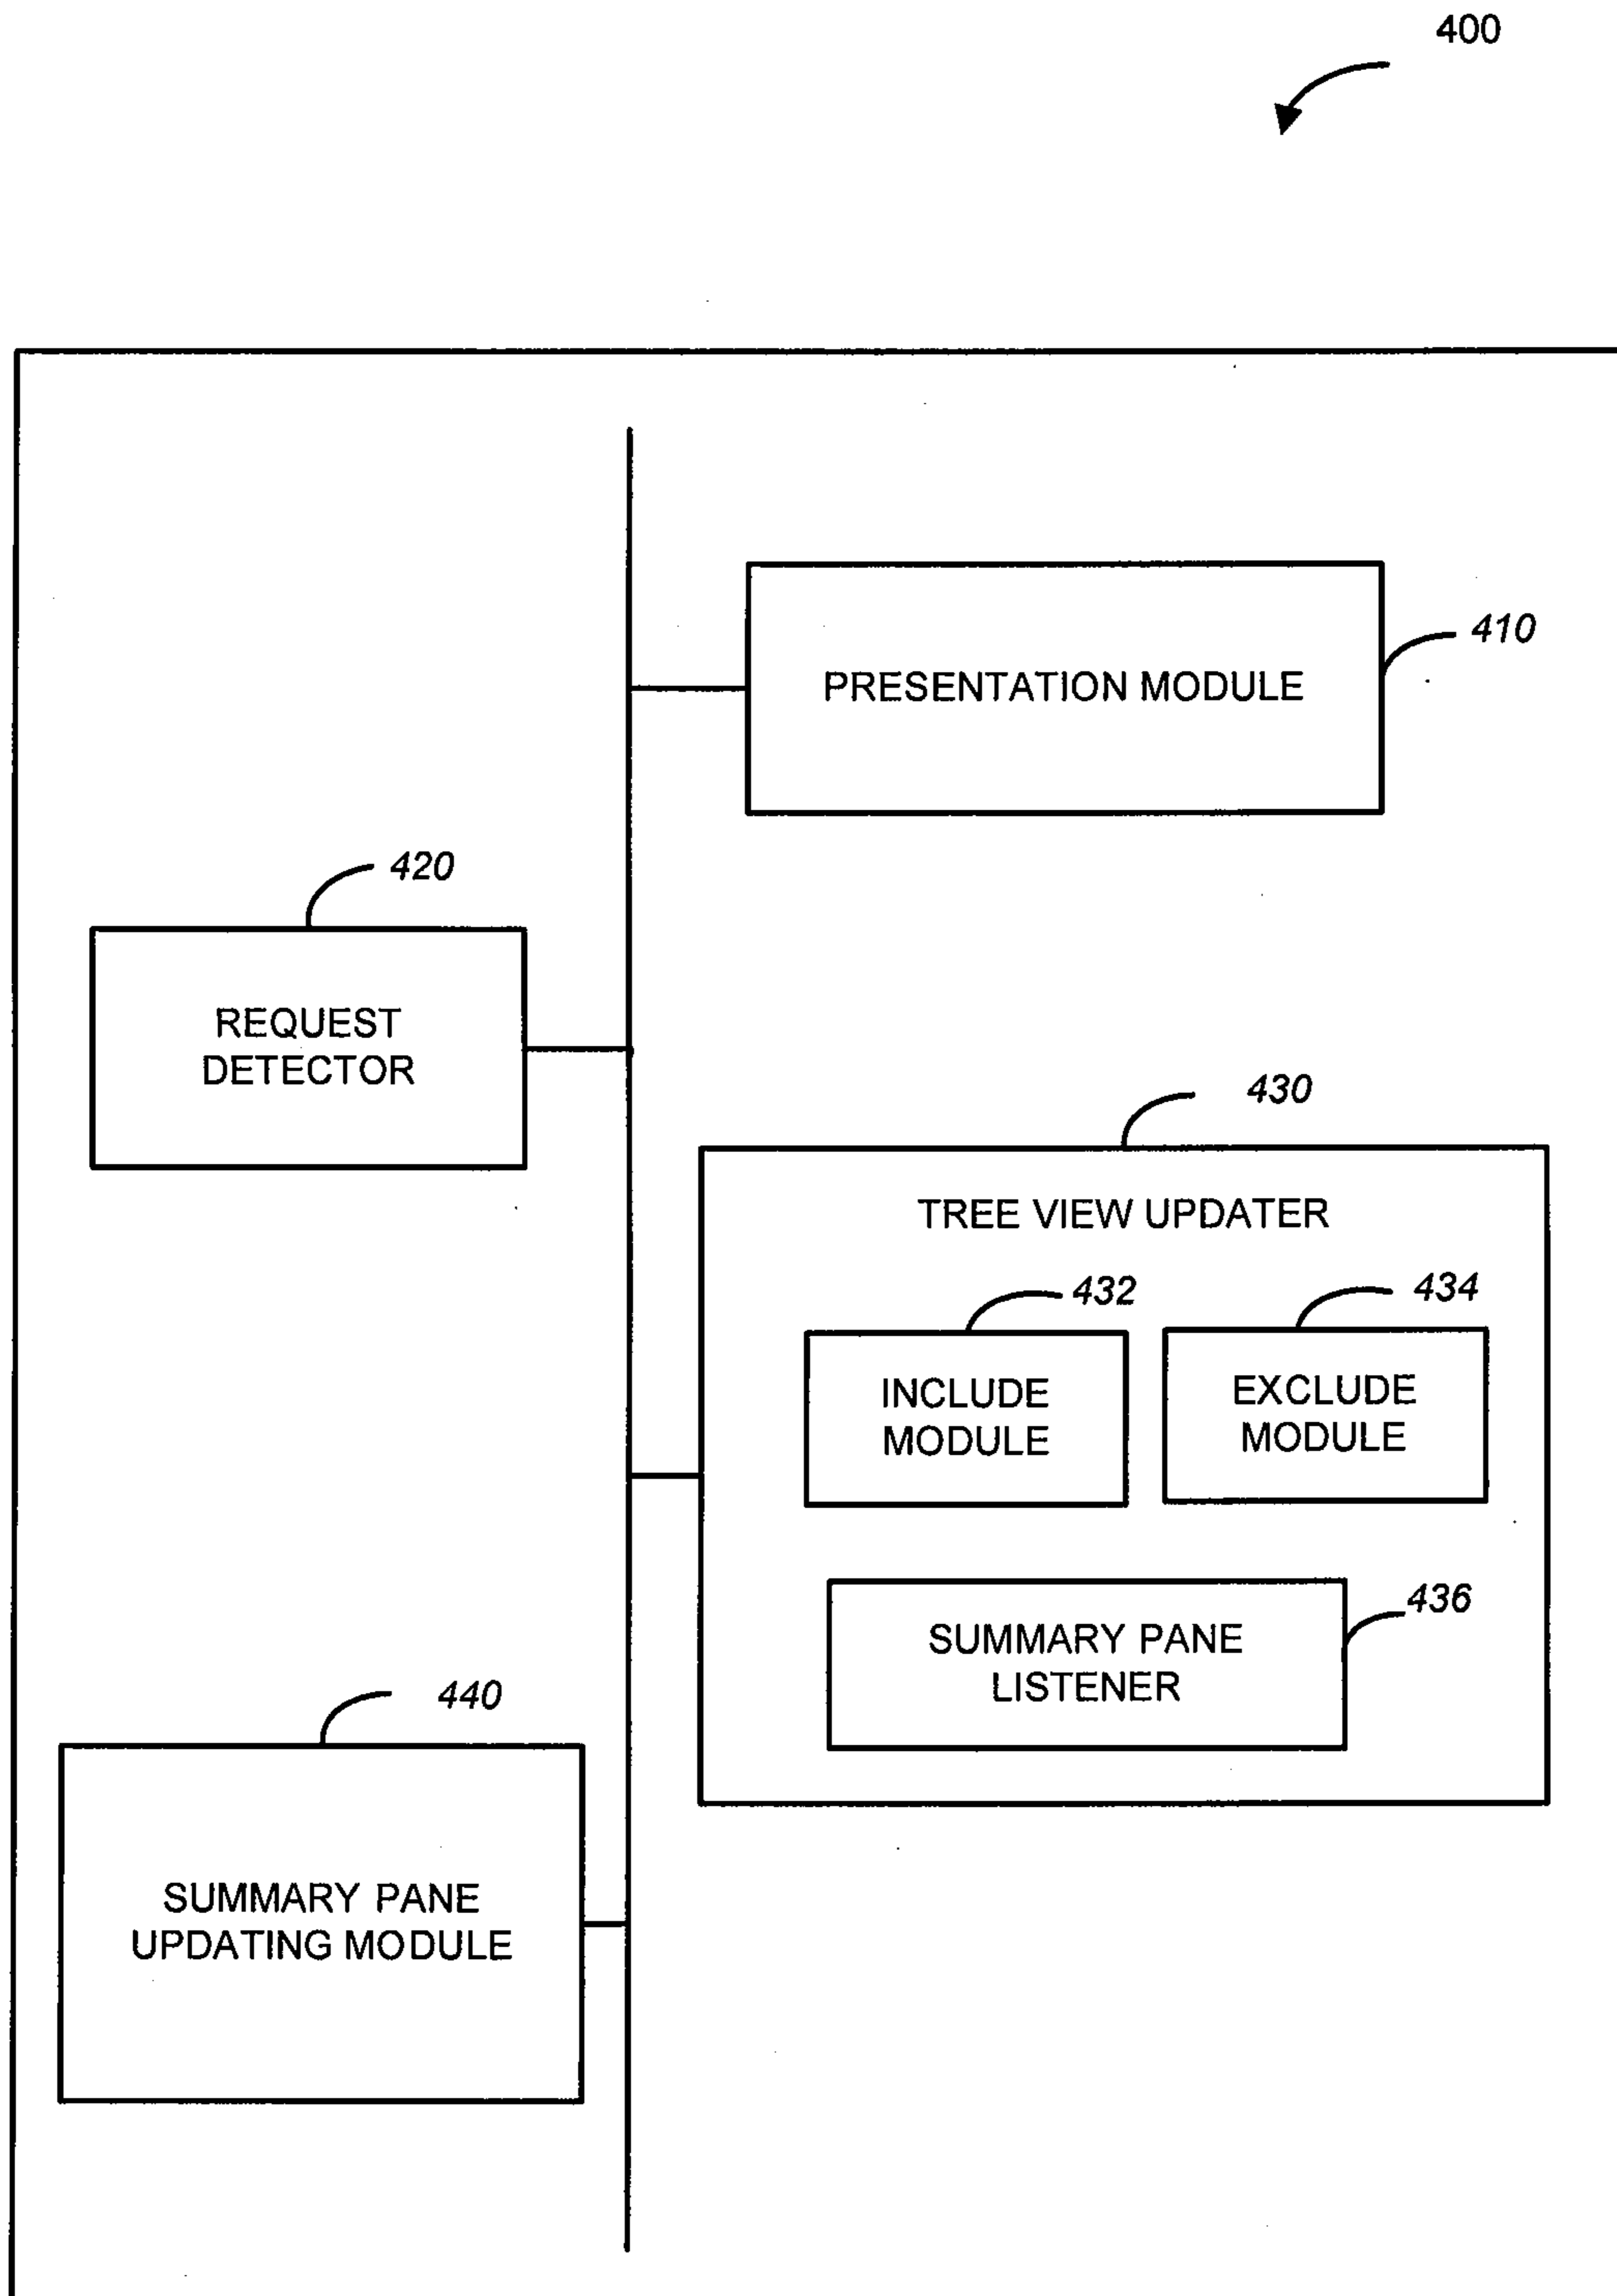 400
410
PRESENTATION MODULE
420
REQUEST
DETECTOR
430
TREE VIEW UPDATER
432
434
INCLUDE
MODULE
EXCLUDE
MODULE
436
SUMMARY PANE
LISTENER
440
SUMMARY PANE
UPDATING MODULE